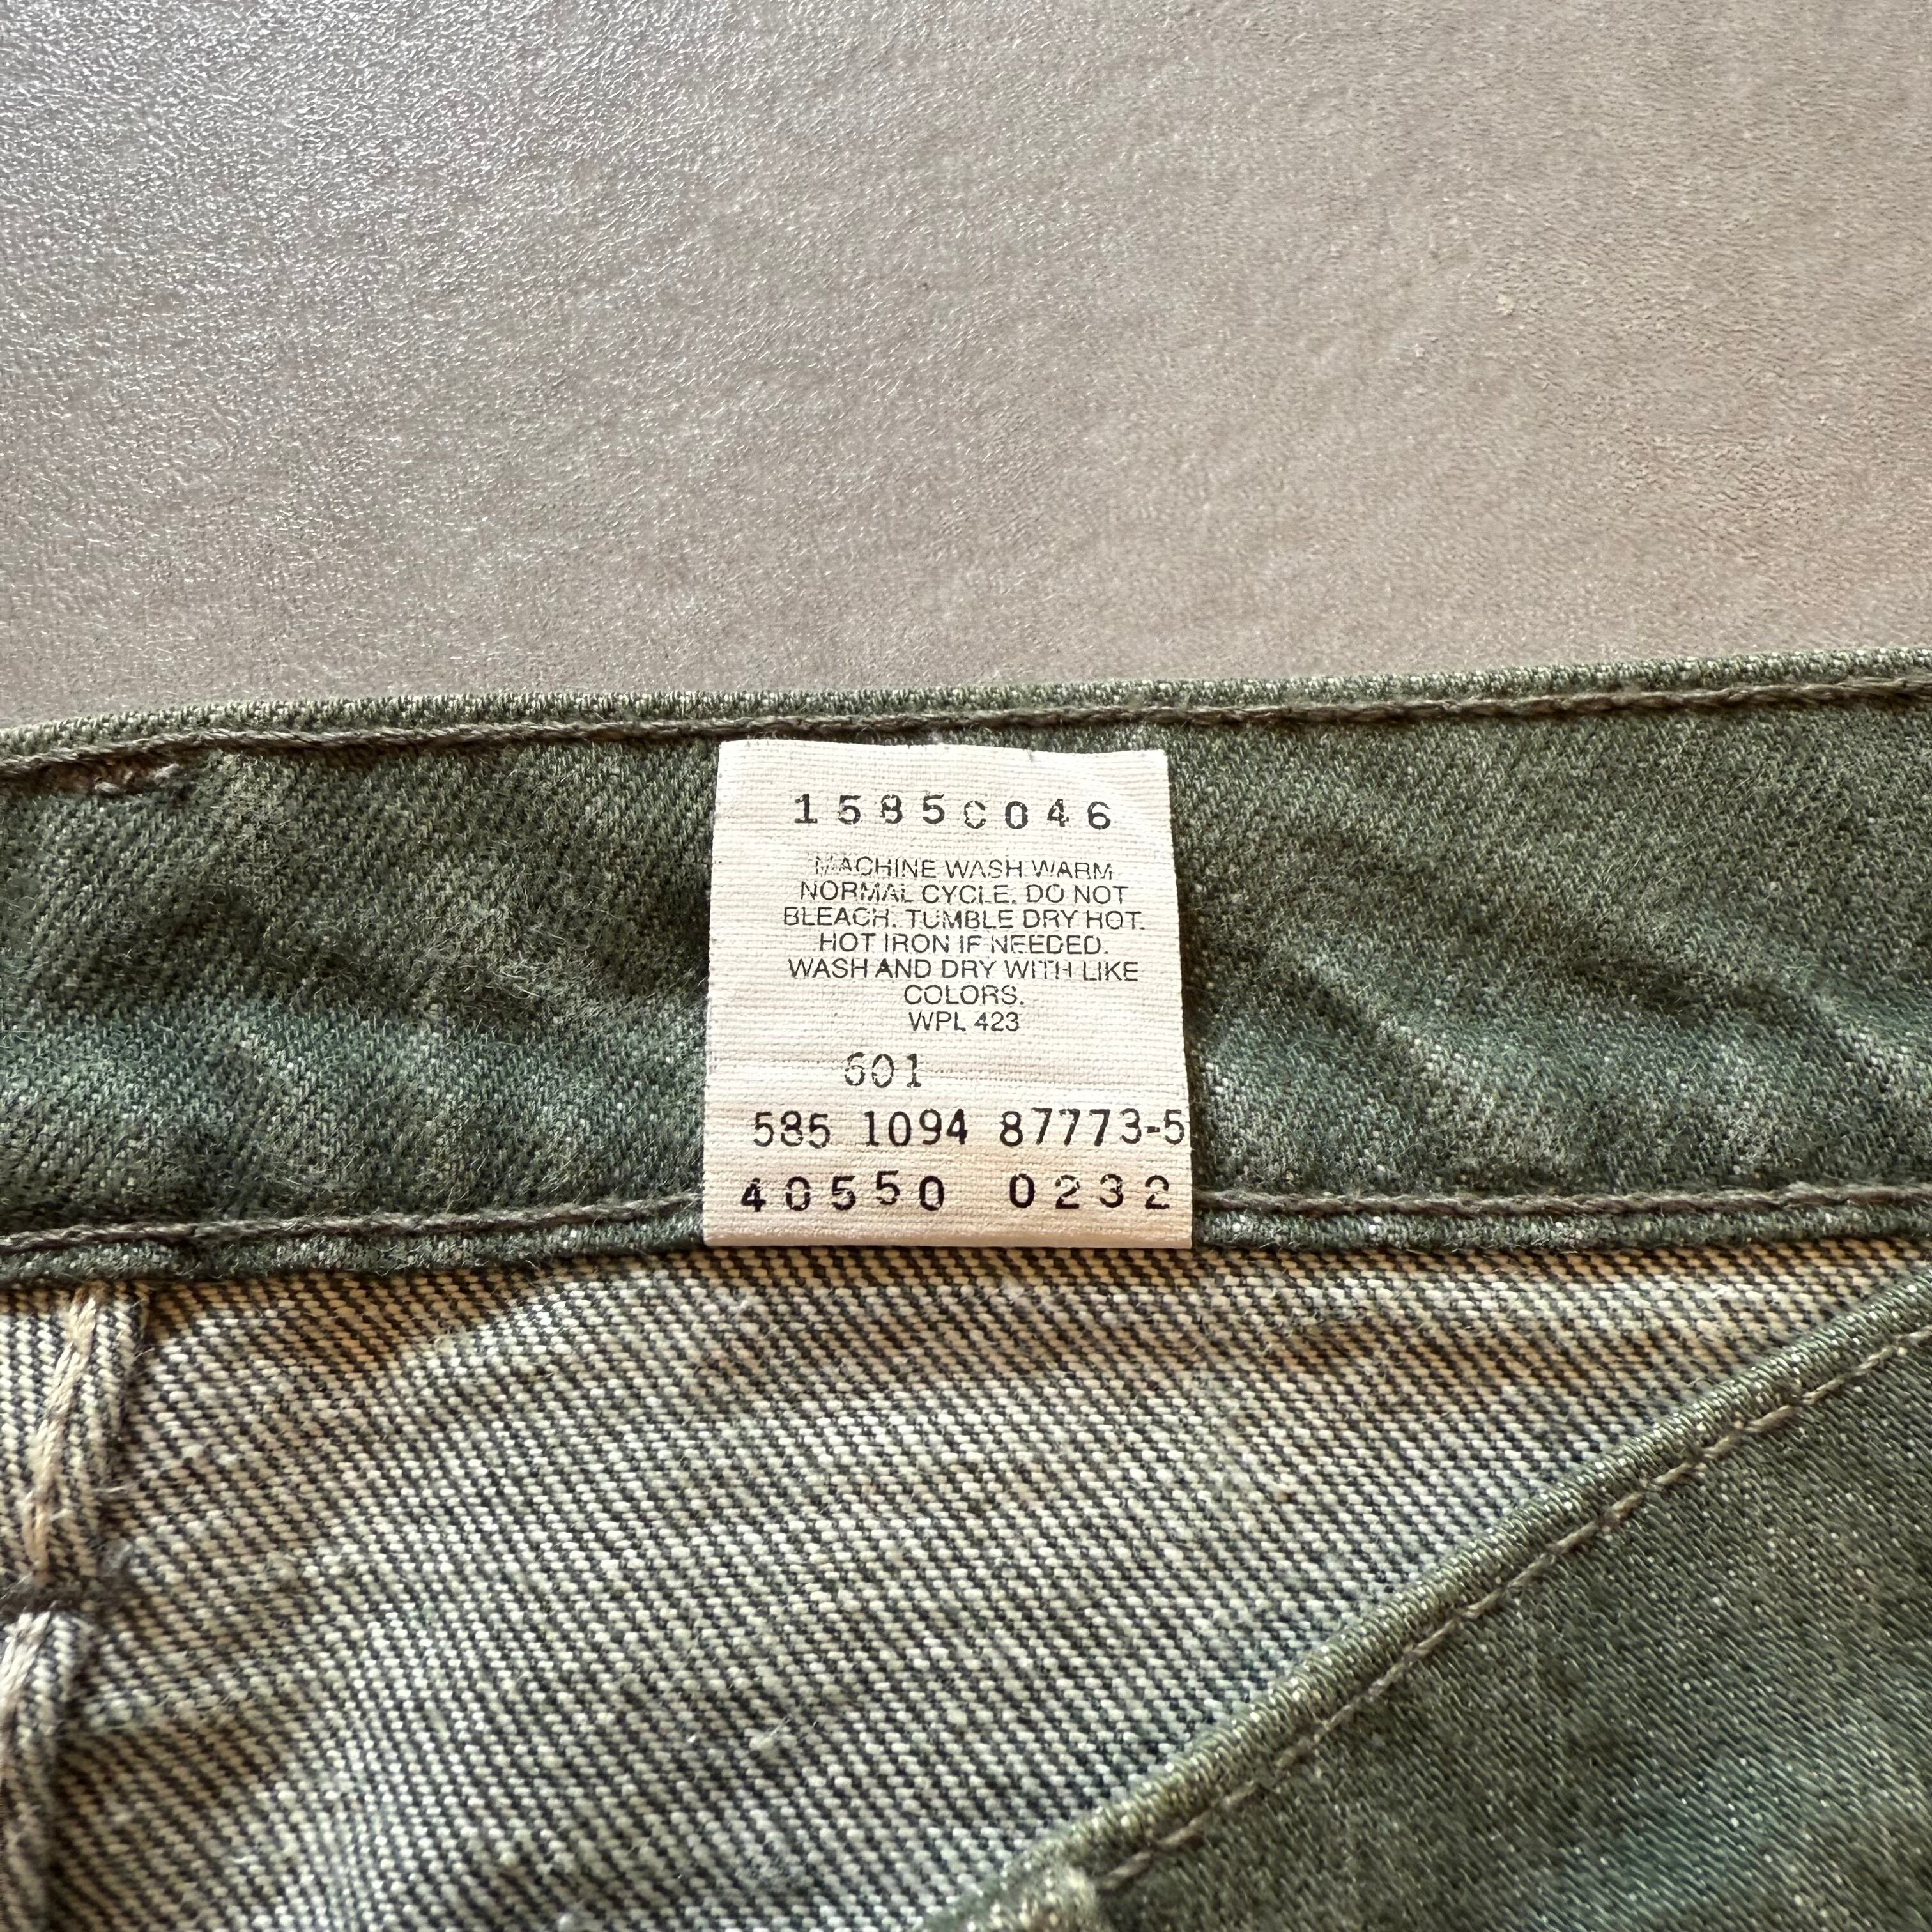 1585C046
MACHINE WASH WARM
NORMAL CYCLE. DO NOT
BLEACH. TUMBLE DRY HOT.
HOT IRON IF NEEDED.
WASH AND DRY WITH LIKE
COLORS.
WPL 423
601
585 1094 87773-5
40550 0232